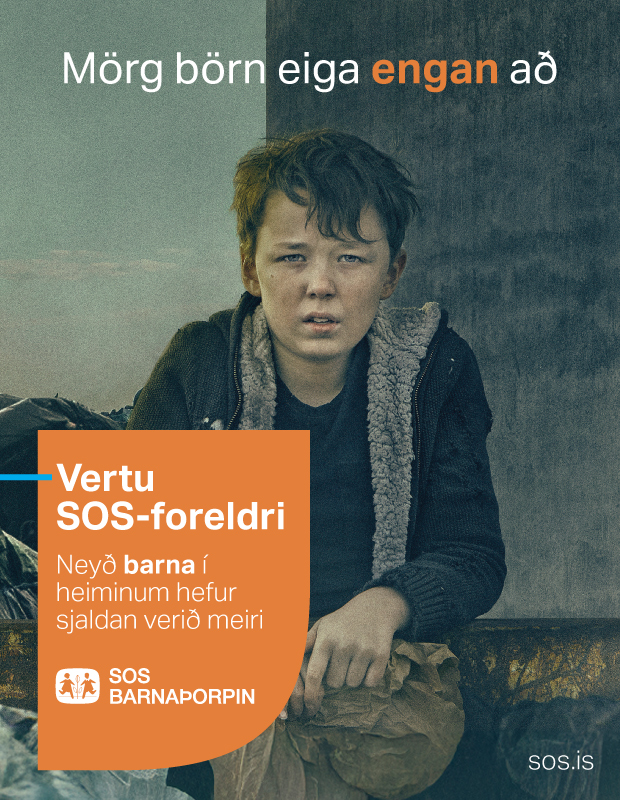 Mörg börn eiga engan að
Vertu
SOS-foreldri
Neyð barna í
heiminum hefur
sjaldan verið meiri
SOS
BARNAÞORPIN
sos.is